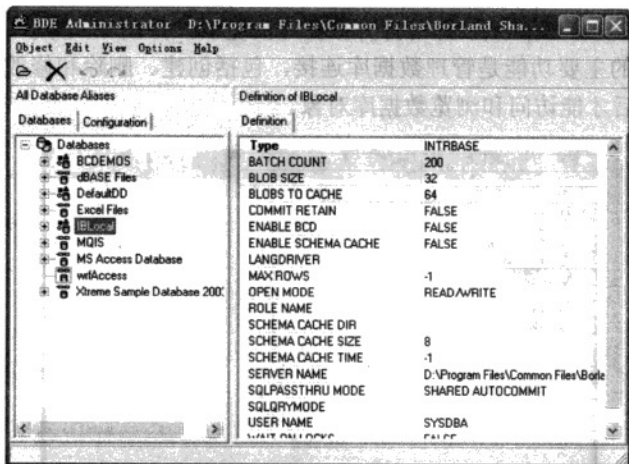 BDE Administrator D:\Program Files\Common Files\Borland Sha...
Object Edit View Options Help
All Database Aliases
Definition of IBLocal
Databases Configuration
Definition
Databases
BCDEMOS
dBASE Files
DefaultDD
Excel Files
IBLocal
MQIS
MS Access Database
wrlAccess
Xtreme Sample Database 200
Type INTRBASE
BATCH COUNT 200
BLOB SIZE 32
BLOBS TO CACHE 64
COMMIT RETAIN FALSE
ENABLE BCD FALSE
ENABLE SCHEMA CACHE FALSE
LANGDRIVER
MAX ROWS -1
OPEN MODE READ/WRITE
ROLE NAME
SCHEMA CACHE DIR
SCHEMA CACHE SIZE 8
SCHEMA CACHE TIME -1
SERVER NAME D:\Program Files\Common Files\Borla
SQLPASSTHRU MODE SHARED AUTOCOMMIT
SQLQRYMODE
USER NAME SYSDBA
WAIT ON LOCKS FALSE